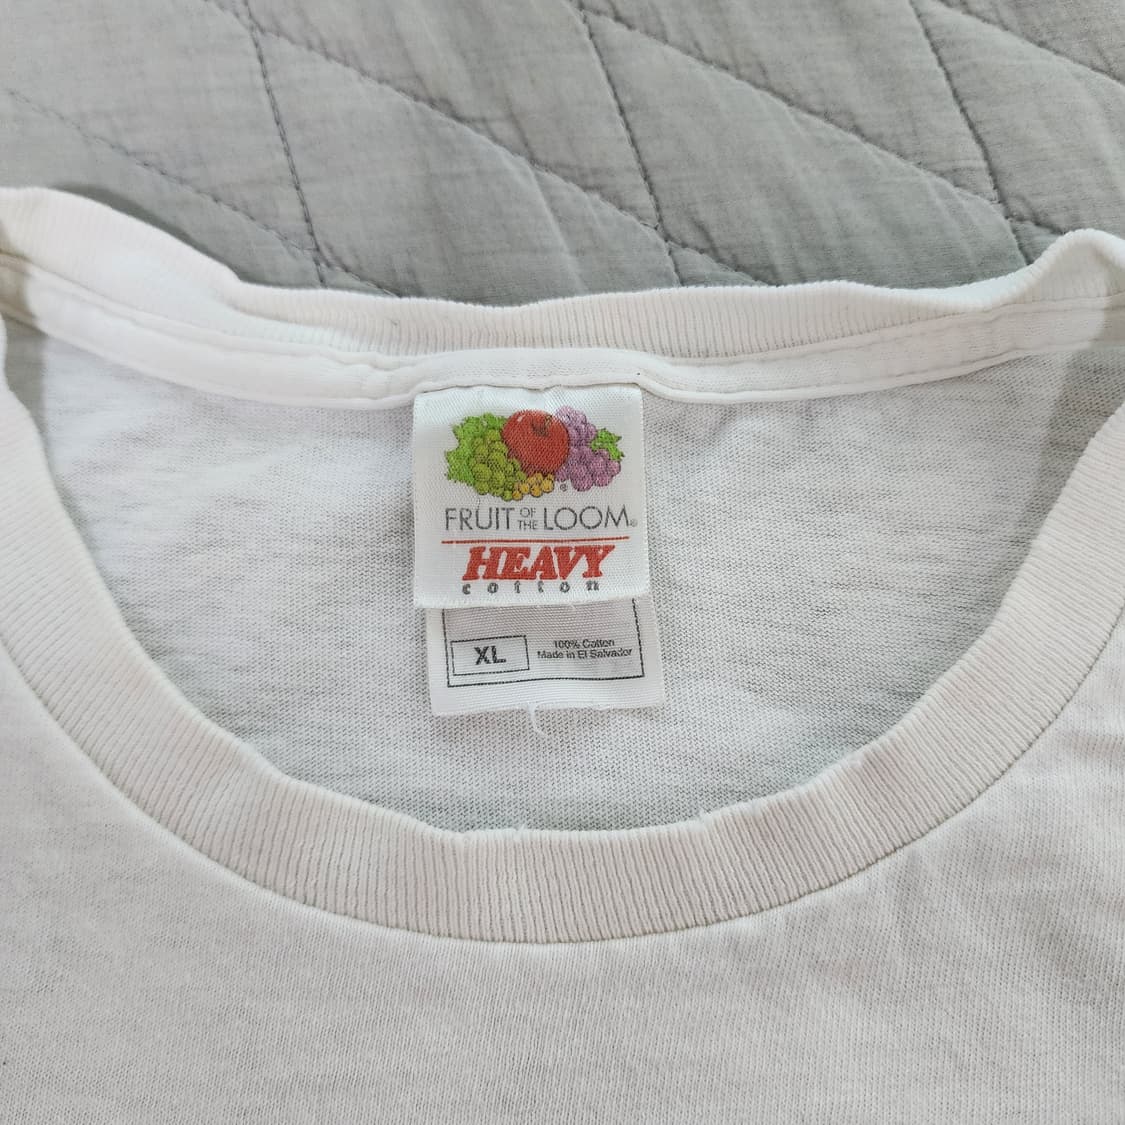 FRUIT OF THE LOOM®
HEAVY
cotton
XL
100% Cotton
Made in El Salvador